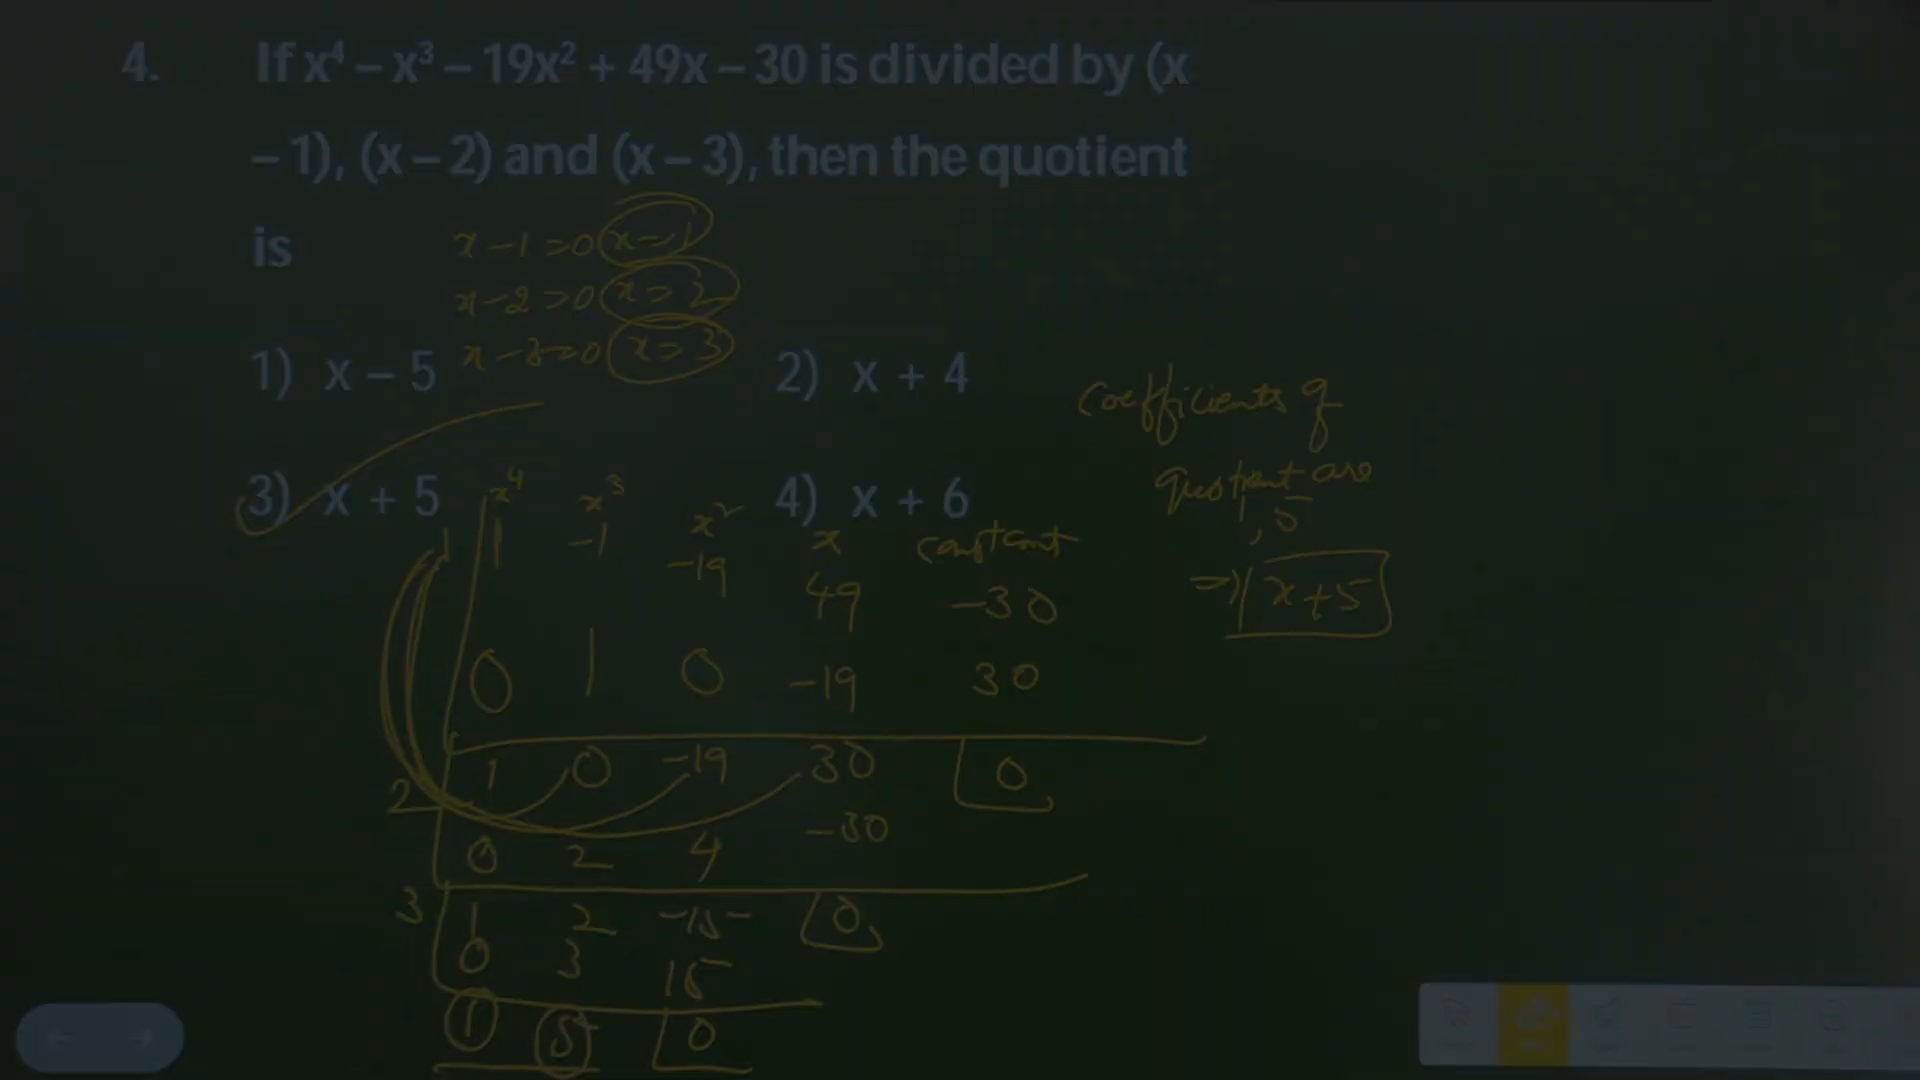 4. If x⁴ – x³ – 19x² + 49x – 30 is divided by (x
– 1), (x – 2) and (x – 3), then the quotient
is
x – 1 = 0 x = 1
x – 2 = 0 x = 2
x – 3 = 0 x = 3
1) x – 5 2) x + 4
3) x + 5 4) x + 6
coefficients of
quotient are
1, 5
⇒ x + 5
x⁴ x³ x² x constant
1 1 -1 -19 49 -30
0 1 0 -19 30
1 0 -19 30 0
2 0 2 4 -30
3 1 2 -15 0
0 3 15
1 5 0